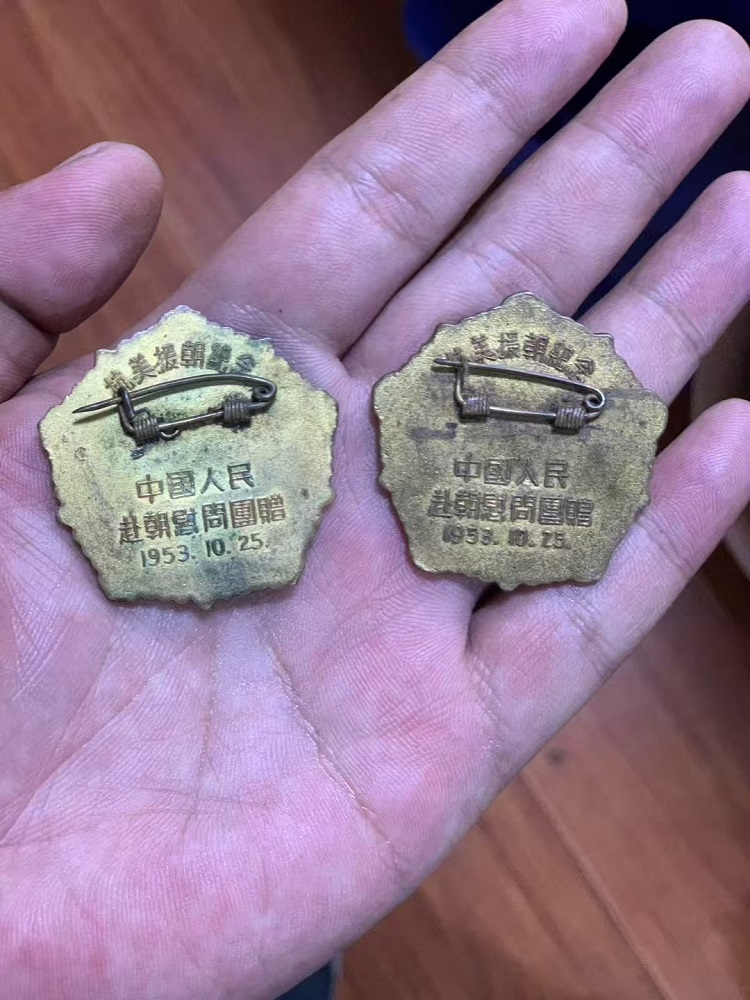 抗美援朝紀念
中國人民
赴朝慰問團贈
1953. 10. 25.
抗美援朝紀念
中國人民
赴朝慰問團贈
1953. 10. 25.